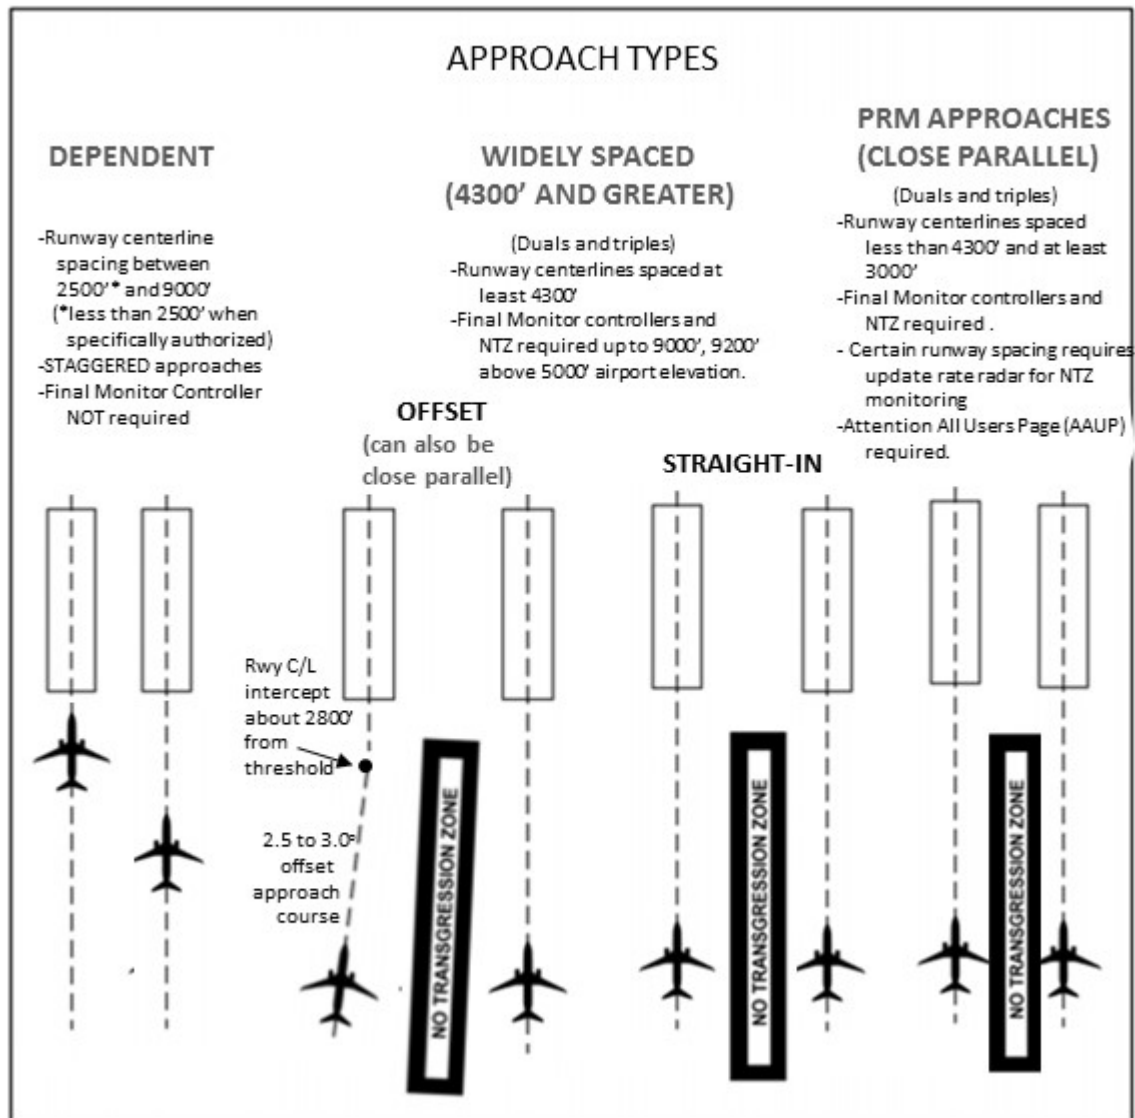 APPROACH TYPES
DEPENDENT
-Runway centerline
spacing between
2500’* and 9000’
(*less than 2500’ when
specifically authorized)
-STAGGERED approaches
-Final Monitor Controller
NOT required
WIDELY SPACED
(4300’ AND GREATER)
(Duals and triples)
-Runway centerlines spaced at
least 4300’
-Final Monitor controllers and
NTZ required up to 9000’, 9200’
above 5000’ airport elevation.
PRM APPROACHES
(CLOSE PARALLEL)
(Duals and triples)
-Runway centerlines spaced
less than 4300’ and at least
3000’
-Final Monitor controllers and
NTZ required .
- Certain runway spacing requires
update rate radar for NTZ
monitoring
-Attention All Users Page (AAUP)
required.
OFFSET
(can also be
close parallel)
STRAIGHT-IN
Rwy C/L
intercept
about 2800’
from
threshold
2.5 to 3.0º
offset
approach
course
NO TRANSGRESSION ZONE
NO TRANSGRESSION ZONE
NO TRANSGRESSION ZONE